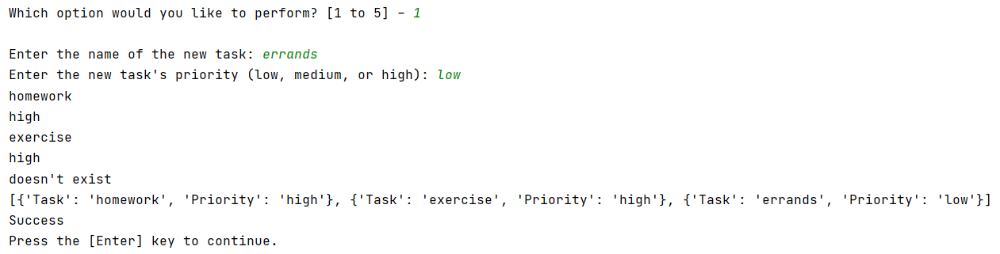 Which option would you like to perform? [1 to 5] – 1
Enter the name of the new task: errands
Enter the new task's priority (low, medium, or high): low
homework
high
exercise
high
doesn't exist
[{'Task': 'homework', 'Priority': 'high'}, {'Task': 'exercise', 'Priority': 'high'}, {'Task': 'errands', 'Priority': 'low'}]
Success
Press the [Enter] key to continue.